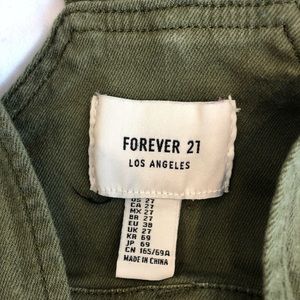 FOREVER 21
LOS ANGELES
US 27
CA 27
MX 27
BR 27
EU 38
UK 27
KR 69
JP 69
CN 165/69A
MADE IN CHINA